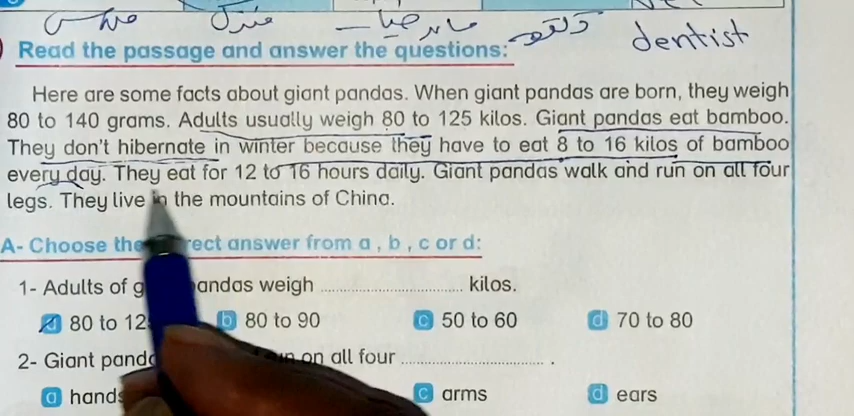 منزل
dentist
Read the passage and answer the questions:
Here are some facts about giant pandas. When giant pandas are born, they weigh
80 to 140 grams. Adults usually weigh 80 to 125 kilos. Giant pandas eat bamboo.
They don't hibernate in winter because they have to eat 8 to 16 kilos of bamboo
every day. They eat for 12 to 16 hours daily. Giant pandas walk and run on all four
legs. They live in the mountains of China.
A- Choose the rect answer from a , b , c or d:
1- Adults of g andas weigh ........................ kilos.
a 80 to 12 b 80 to 90 c 50 to 60 d 70 to 80
2- Giant pand n on all four ........................ .
a hands c arms d ears